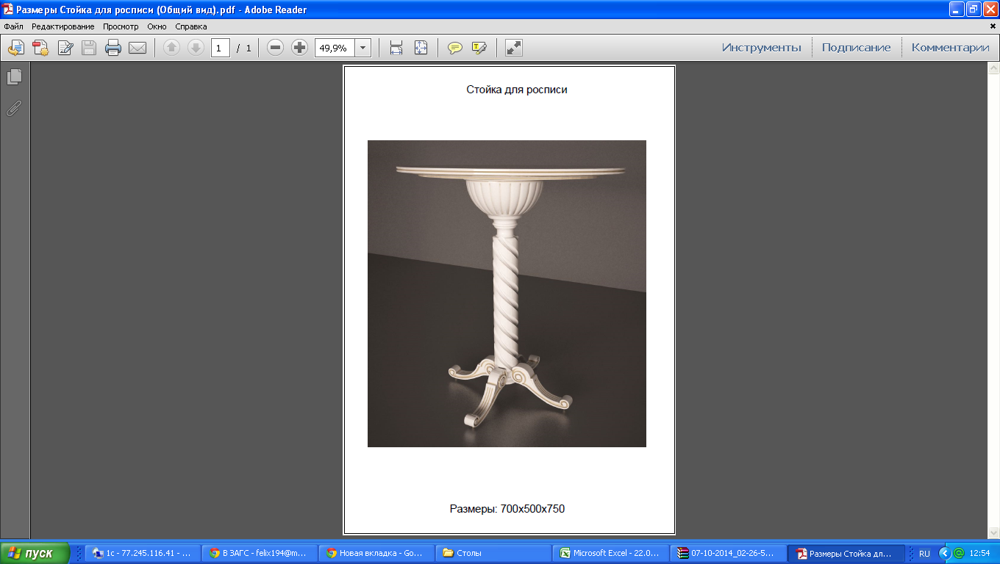 Размеры Стойка для росписи (Общий вид).pdf - Adobe Reader
Файл Редактирование Просмотр Окно Справка
1 / 1 49,9% Инструменты Подписание Комментарии
Стойка для росписи
Размеры: 700х500х750
пуск 1c - 77.245.116.41 - ... В ЗАГС - felix194@m... Новая вкладка - Go... Столы Microsoft Excel - 22.0... 07-10-2014_02-26-5... Размеры Стойка дл... RU 12:54